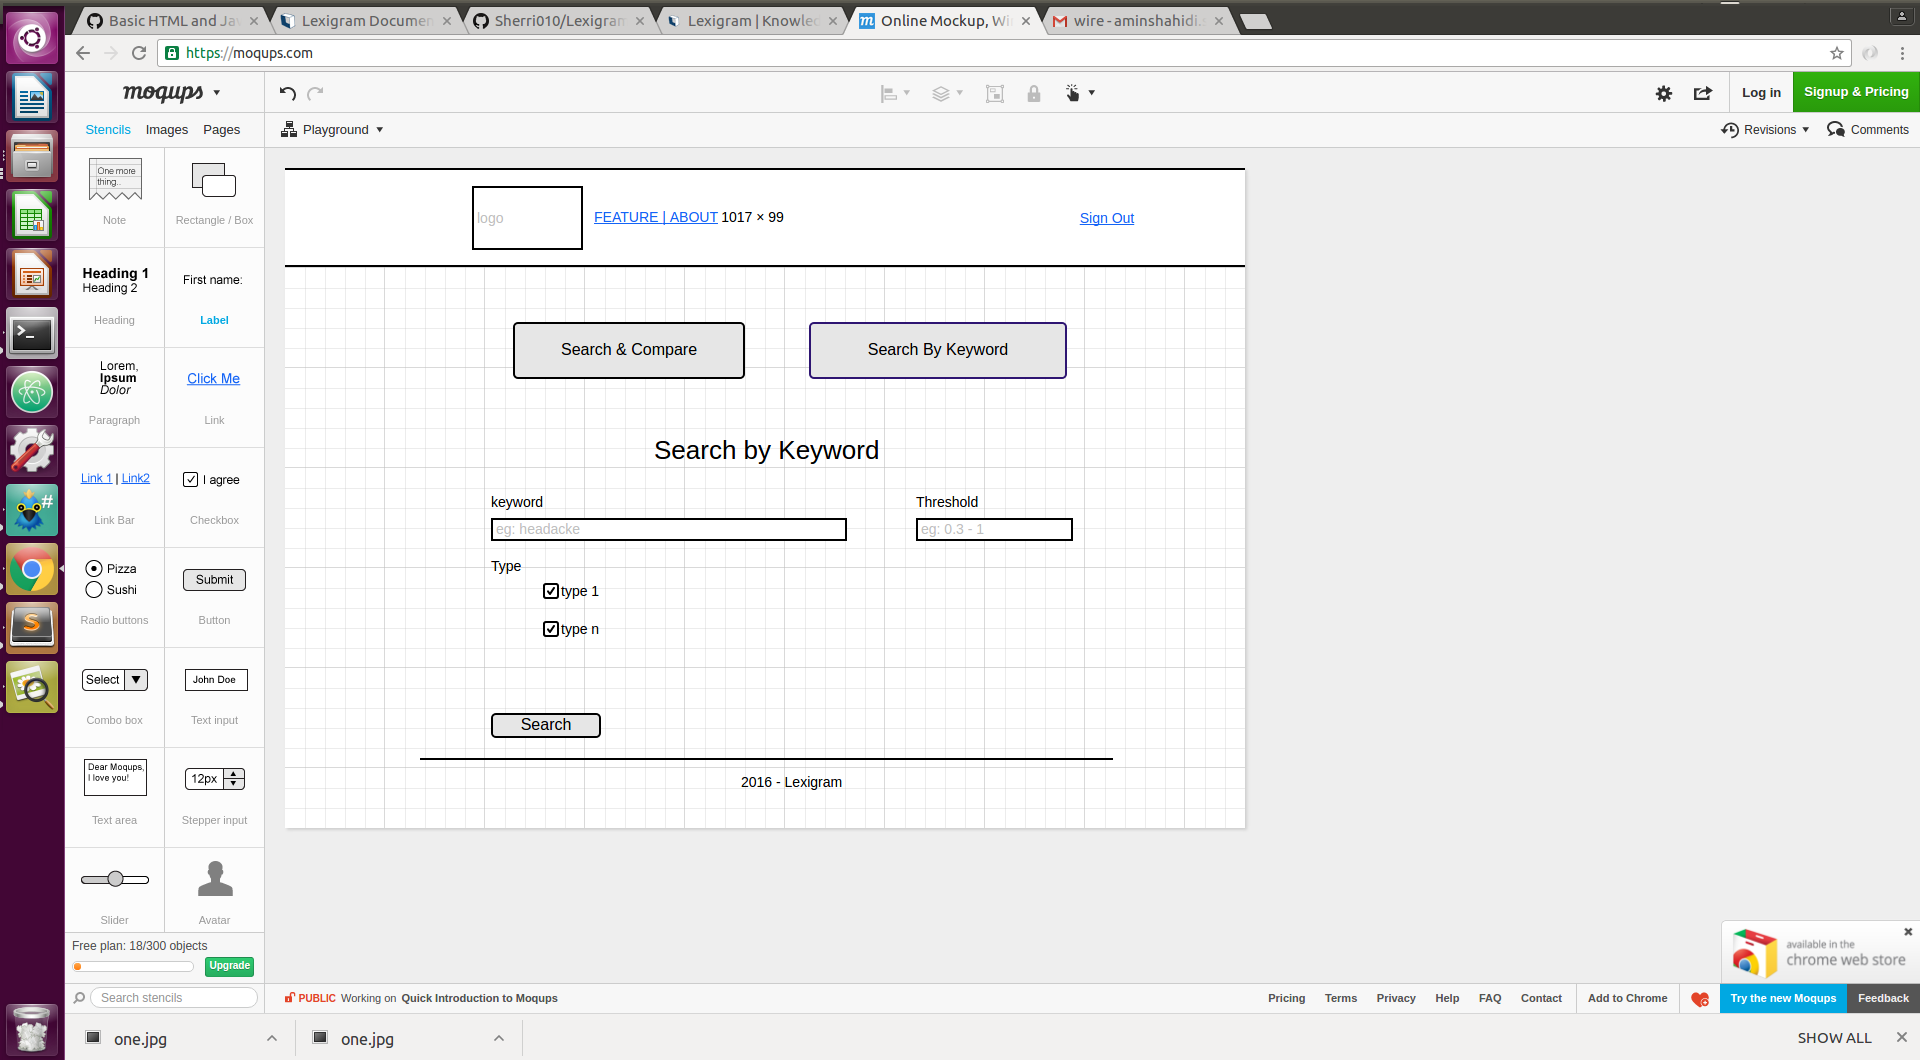 Basic HTML and Ja
Lexigram Documen
Sherri010/Lexigram
Lexigram | Knowled
Online Mockup, Wi
wire - aminshahidi.
https://moqups.com
moqups
Log in
Signup & Pricing
Stencils
Images
Pages
Playground
Revisions
Comments
One more
thing..
Note
Rectangle / Box
Heading 1
Heading 2
Heading
First name:
Label
Lorem,
Ipsum
Dolor
Paragraph
Click Me
Link
Link 1 | Link2
Link Bar
I agree
Checkbox
Pizza
Sushi
Radio buttons
Submit
Button
Select
Combo box
John Doe
Text input
Dear Moqups,
I love you!
Text area
12px
Stepper input
Slider
Avatar
Free plan: 18/300 objects
Upgrade
Search stencils
logo
FEATURE | ABOUT 1017 × 99
Sign Out
Search & Compare
Search By Keyword
Search by Keyword
keyword
Threshold
eg: headacke
eg: 0.3 - 1
Type
type 1
type n
Search
2016 - Lexigram
available in the
chrome web store
PUBLIC Working on Quick Introduction to Moqups
Pricing
Terms
Privacy
Help
FAQ
Contact
Add to Chrome
Try the new Moqups
Feedback
one.jpg
one.jpg
SHOW ALL